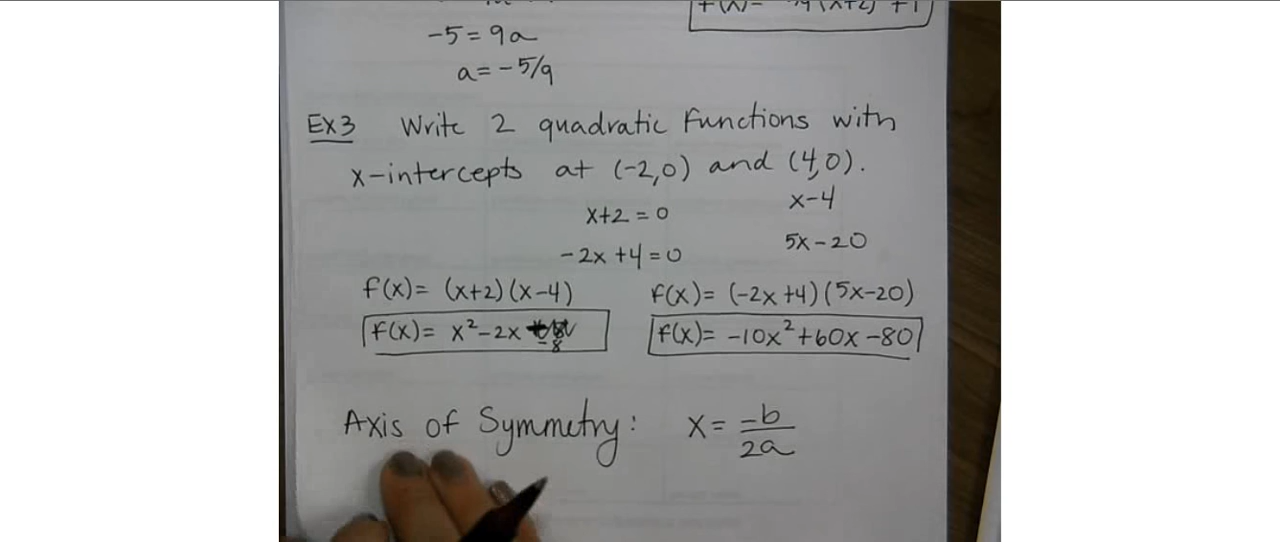 -5 = 9a
a = -5/9
Ex3 Write 2 quadratic functions with
x-intercepts at (-2,0) and (4,0).
x+2 = 0 x-4
-2x+4 = 0 5x-20
f(x) = (x+2)(x-4) f(x) = (-2x+4)(5x-20)
f(x) = x²-2x -8 f(x) = -10x²+60x-80
Axis of Symmetry: x = -b/2a